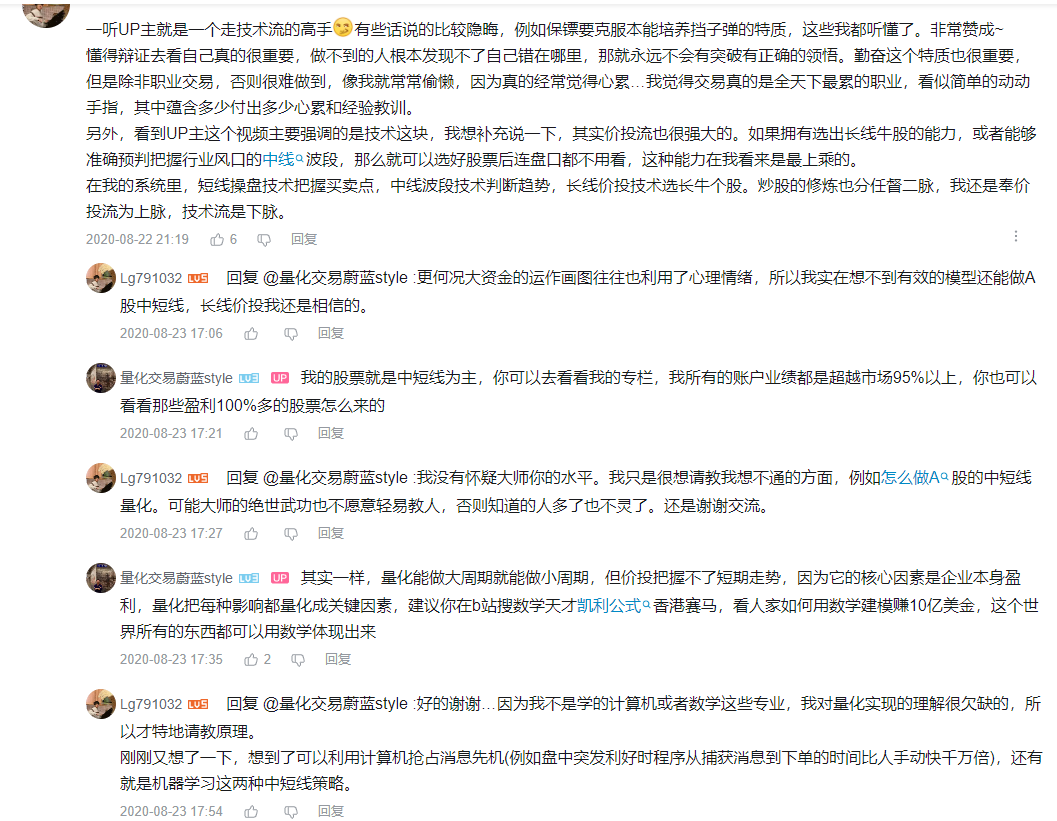 一听UP主就是一个走技术流的高手😏有些话说的比较隐晦，例如保镖要克服本能培养挡子弹的特质，这些我都听懂了。非常赞成~
懂得辩证去看自己真的很重要，做不到的人根本发现不了自己错在哪里，那就永远不会有突破有正确的领悟。勤奋这个特质也很重要，
但是除非职业交易，否则很难做到，像我就常常偷懒，因为真的经常觉得心累...我觉得交易真的是全天下最累的职业，看似简单的动动
手指，其中蕴含多少付出多少心累和经验教训。
另外，看到UP主这个视频主要强调的是技术这块，我想补充说一下，其实价投流也很强大的。如果拥有选出长线牛股的能力，或者能够
准确预判把握行业风口的中线波段，那么就可以选好股票后连盘口都不用看，这种能力在我看来是最上乘的。
在我的系统里，短线操盘技术把握买卖点，中线波段技术判断趋势，长线价投技术选长牛个股。炒股的修炼也分任督二脉，我还是奉价
投流为上脉，技术流是下脉。
2020-08-22 21:19 6 回复
Lg791032 LV5 回复 @量化交易蔚蓝style :更何况大资金的运作画图往往也利用了心理情绪，所以我实在想不到有效的模型还能做A
股中短线，长线价投我还是相信的。
2020-08-23 17:06 回复
量化交易蔚蓝style LV3 UP 我的股票就是中短线为主，你可以去看看我的专栏，我所有的账户业绩都是超越市场95%以上，你也可以
看看那些盈利100%多的股票怎么来的
2020-08-23 17:21 回复
Lg791032 LV5 回复 @量化交易蔚蓝style :我没有怀疑大师你的水平。我只是很想请教我想不通的方面，例如怎么做A股的中短线
量化。可能大师的绝世武功也不愿意轻易教人，否则知道的人多了也不灵了。还是谢谢交流。
2020-08-23 17:27 回复
量化交易蔚蓝style LV3 UP 其实一样，量化能做大周期就能做小周期，但价投把握不了短期走势，因为它的核心因素是企业本身盈
利，量化把每种影响都量化成关键因素，建议你在b站搜数学天才凯利公式香港赛马，看人家如何用数学建模赚10亿美金，这个世
界所有的东西都可以用数学体现出来
2020-08-23 17:35 2 回复
Lg791032 LV5 回复 @量化交易蔚蓝style :好的谢谢...因为我不是学的计算机或者数学这些专业，我对量化实现的理解很欠缺的，所
以才特地请教原理。
刚刚又想了一下，想到了可以利用计算机抢占消息先机(例如盘中突发利好时程序从捕获消息到下单的时间比人手动快千万倍)，还有
就是机器学习这两种中短线策略。
2020-08-23 17:54 回复